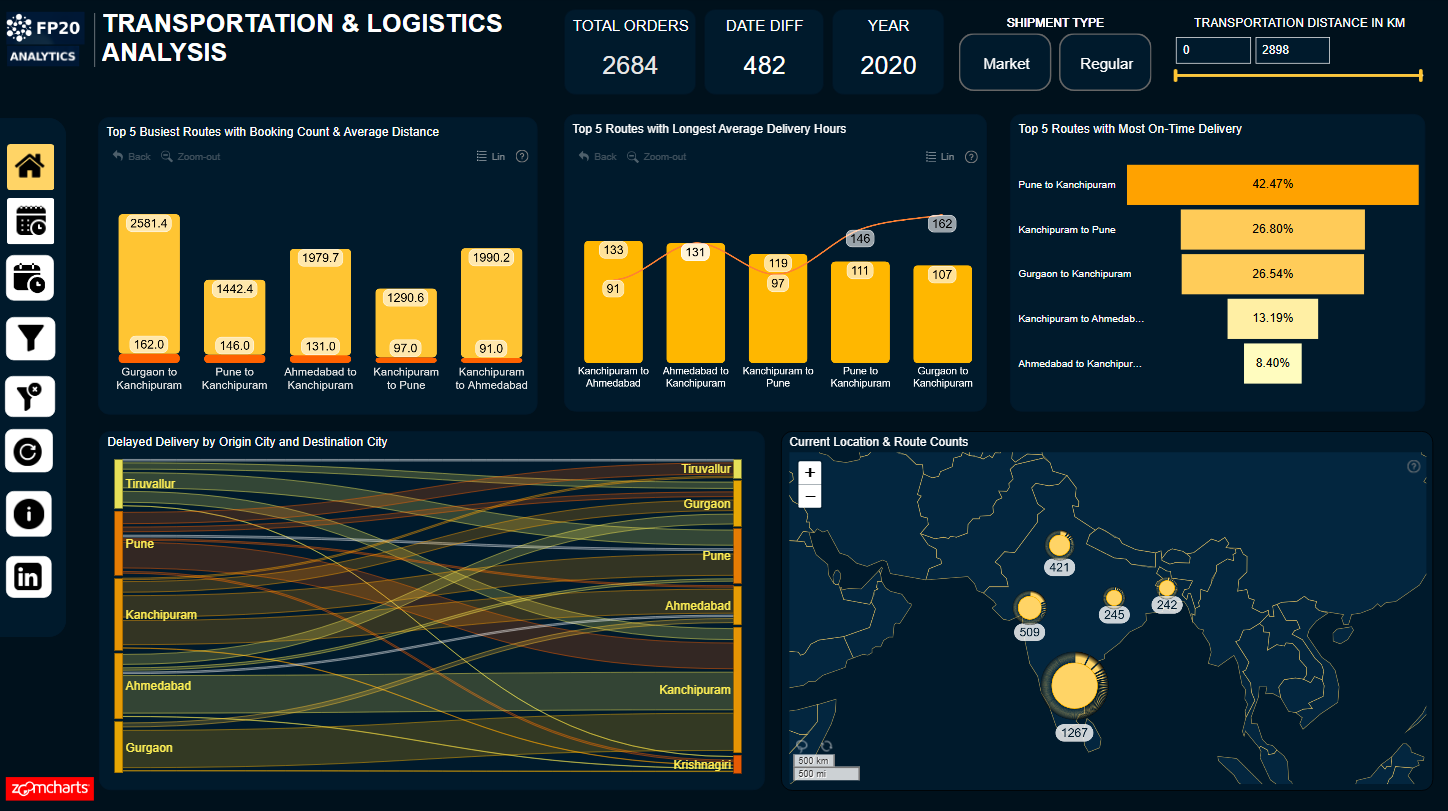 FP20
ANALYTICS
TRANSPORTATION & LOGISTICS
ANALYSIS
TOTAL ORDERS
2684
DATE DIFF
482
YEAR
2020
SHIPMENT TYPE
Market
Regular
TRANSPORTATION DISTANCE IN KM
0
2898
Top 5 Busiest Routes with Booking Count & Average Distance
Back
Zoom-out
Lin
?
2581.4
1442.4
1979.7
1290.6
1990.2
162.0
146.0
131.0
97.0
91.0
Gurgaon to
Kanchipuram
Pune to
Kanchipuram
Ahmedabad to
Kanchipuram
Kanchipuram
to Pune
Kanchipuram
to Ahmedabad
Top 5 Routes with Longest Average Delivery Hours
Back
Zoom-out
Lin
?
133
91
131
119
97
146
111
162
107
Kanchipuram to
Ahmedabad
Ahmedabad to
Kanchipuram
Kanchipuram to
Pune
Pune to
Kanchipuram
Gurgaon to
Kanchipuram
Top 5 Routes with Most On-Time Delivery
Pune to Kanchipuram
42.47%
Kanchipuram to Pune
26.80%
Gurgaon to Kanchipuram
26.54%
Kanchipuram to Ahmedab...
13.19%
Ahmedabad to Kanchipur...
8.40%
Delayed Delivery by Origin City and Destination City
Tiruvallur
Pune
Kanchipuram
Ahmedabad
Gurgaon
Tiruvallur
Gurgaon
Pune
Ahmedabad
Kanchipuram
Krishnagiri
Current Location & Route Counts
+
−
?
421
509
245
242
1267
500 km
500 mi
i
in
zoomcharts